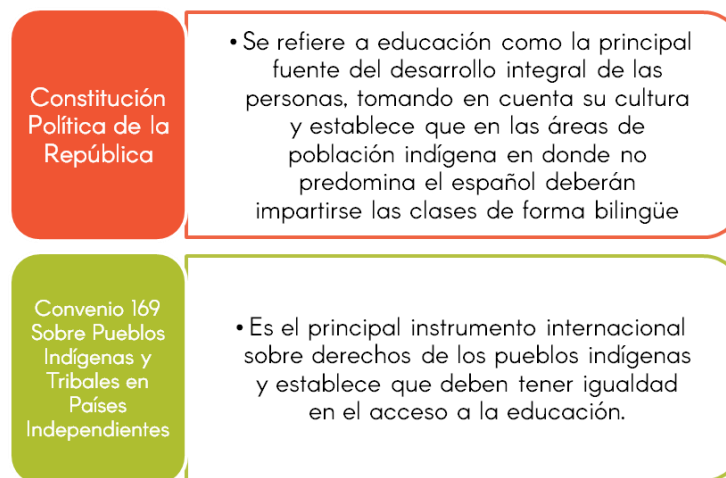 Constitución
Política de la
República
• Se refiere a educación como la principal
fuente del desarrollo integral de las
personas, tomando en cuenta su cultura
y establece que en las áreas de
población indígena en donde no
predomina el español deberán
impartirse las clases de forma bilingüe
Convenio 169
Sobre Pueblos
Indígenas y
Tribales en
Países
Independientes
• Es el principal instrumento internacional
sobre derechos de los pueblos indígenas
y establece que deben tener igualdad
en el acceso a la educación.